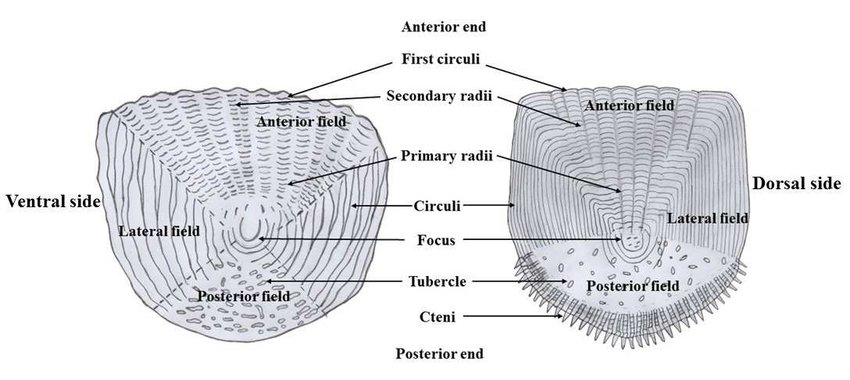 Anterior end
First circuli
Secondary radii
Anterior field
Anterior field
Primary radii
Ventral side
Dorsal side
Circuli
Lateral field
Lateral field
Focus
Tubercle
Posterior field
Posterior field
Cteni
Posterior end